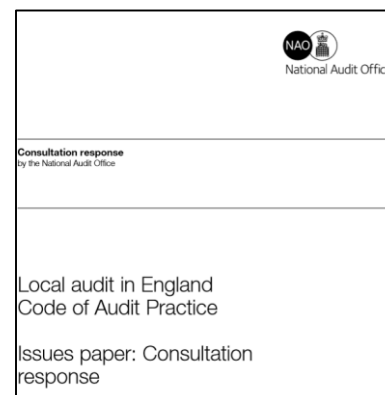 NAO
National Audit Offic
Consultation response
by the National Audit Office
Local audit in England
Code of Audit Practice
Issues paper: Consultation
response